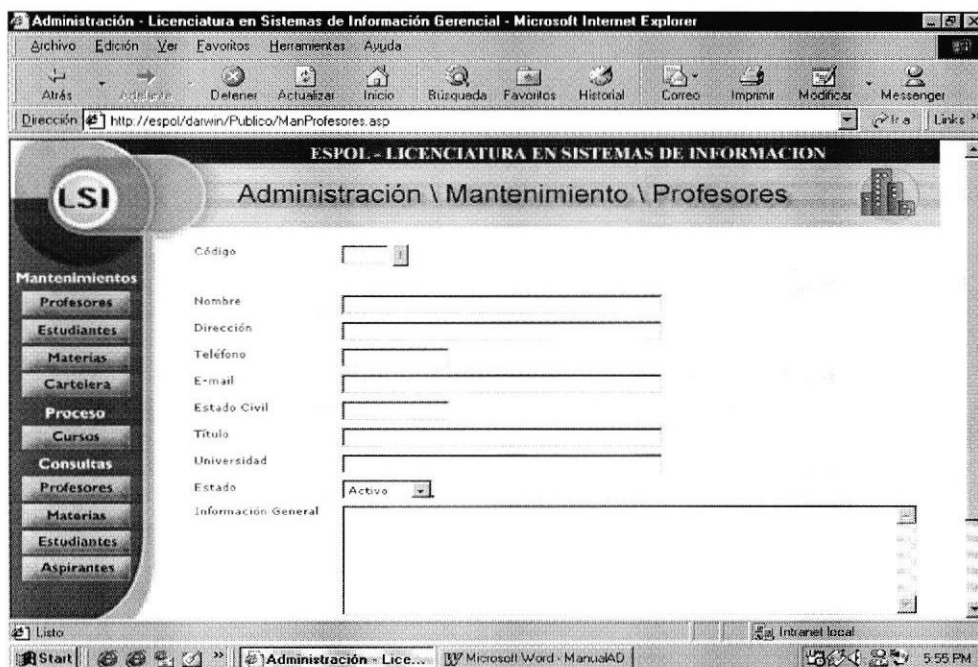 Administración - Licenciatura en Sistemas de Información Gerencial - Microsoft Internet Explorer
Archivo Edición Ver Favoritos Herramientas Ayuda
Atrás Adelante Detener Actualizar Inicio Búsqueda Favoritos Historial Correo Imprimir Modificar Messenger
Dirección http://espol/darwin/Publico/ManProfesores.asp Ir a Links »
ESPOL - LICENCIATURA EN SISTEMAS DE INFORMACION
LSI
Administración \ Mantenimiento \ Profesores
Código
Mantenimientos
Profesores
Estudiantes
Materias
Cartelera
Proceso
Cursos
Consultas
Profesores
Materias
Estudiantes
Aspirantes
Nombre
Dirección
Teléfono
E-mail
Estado Civil
Título
Universidad
Estado Activo
Información General
Listo Intranet local
Start » Administración - Lice... Microsoft Word - ManualAD 5:55 PM